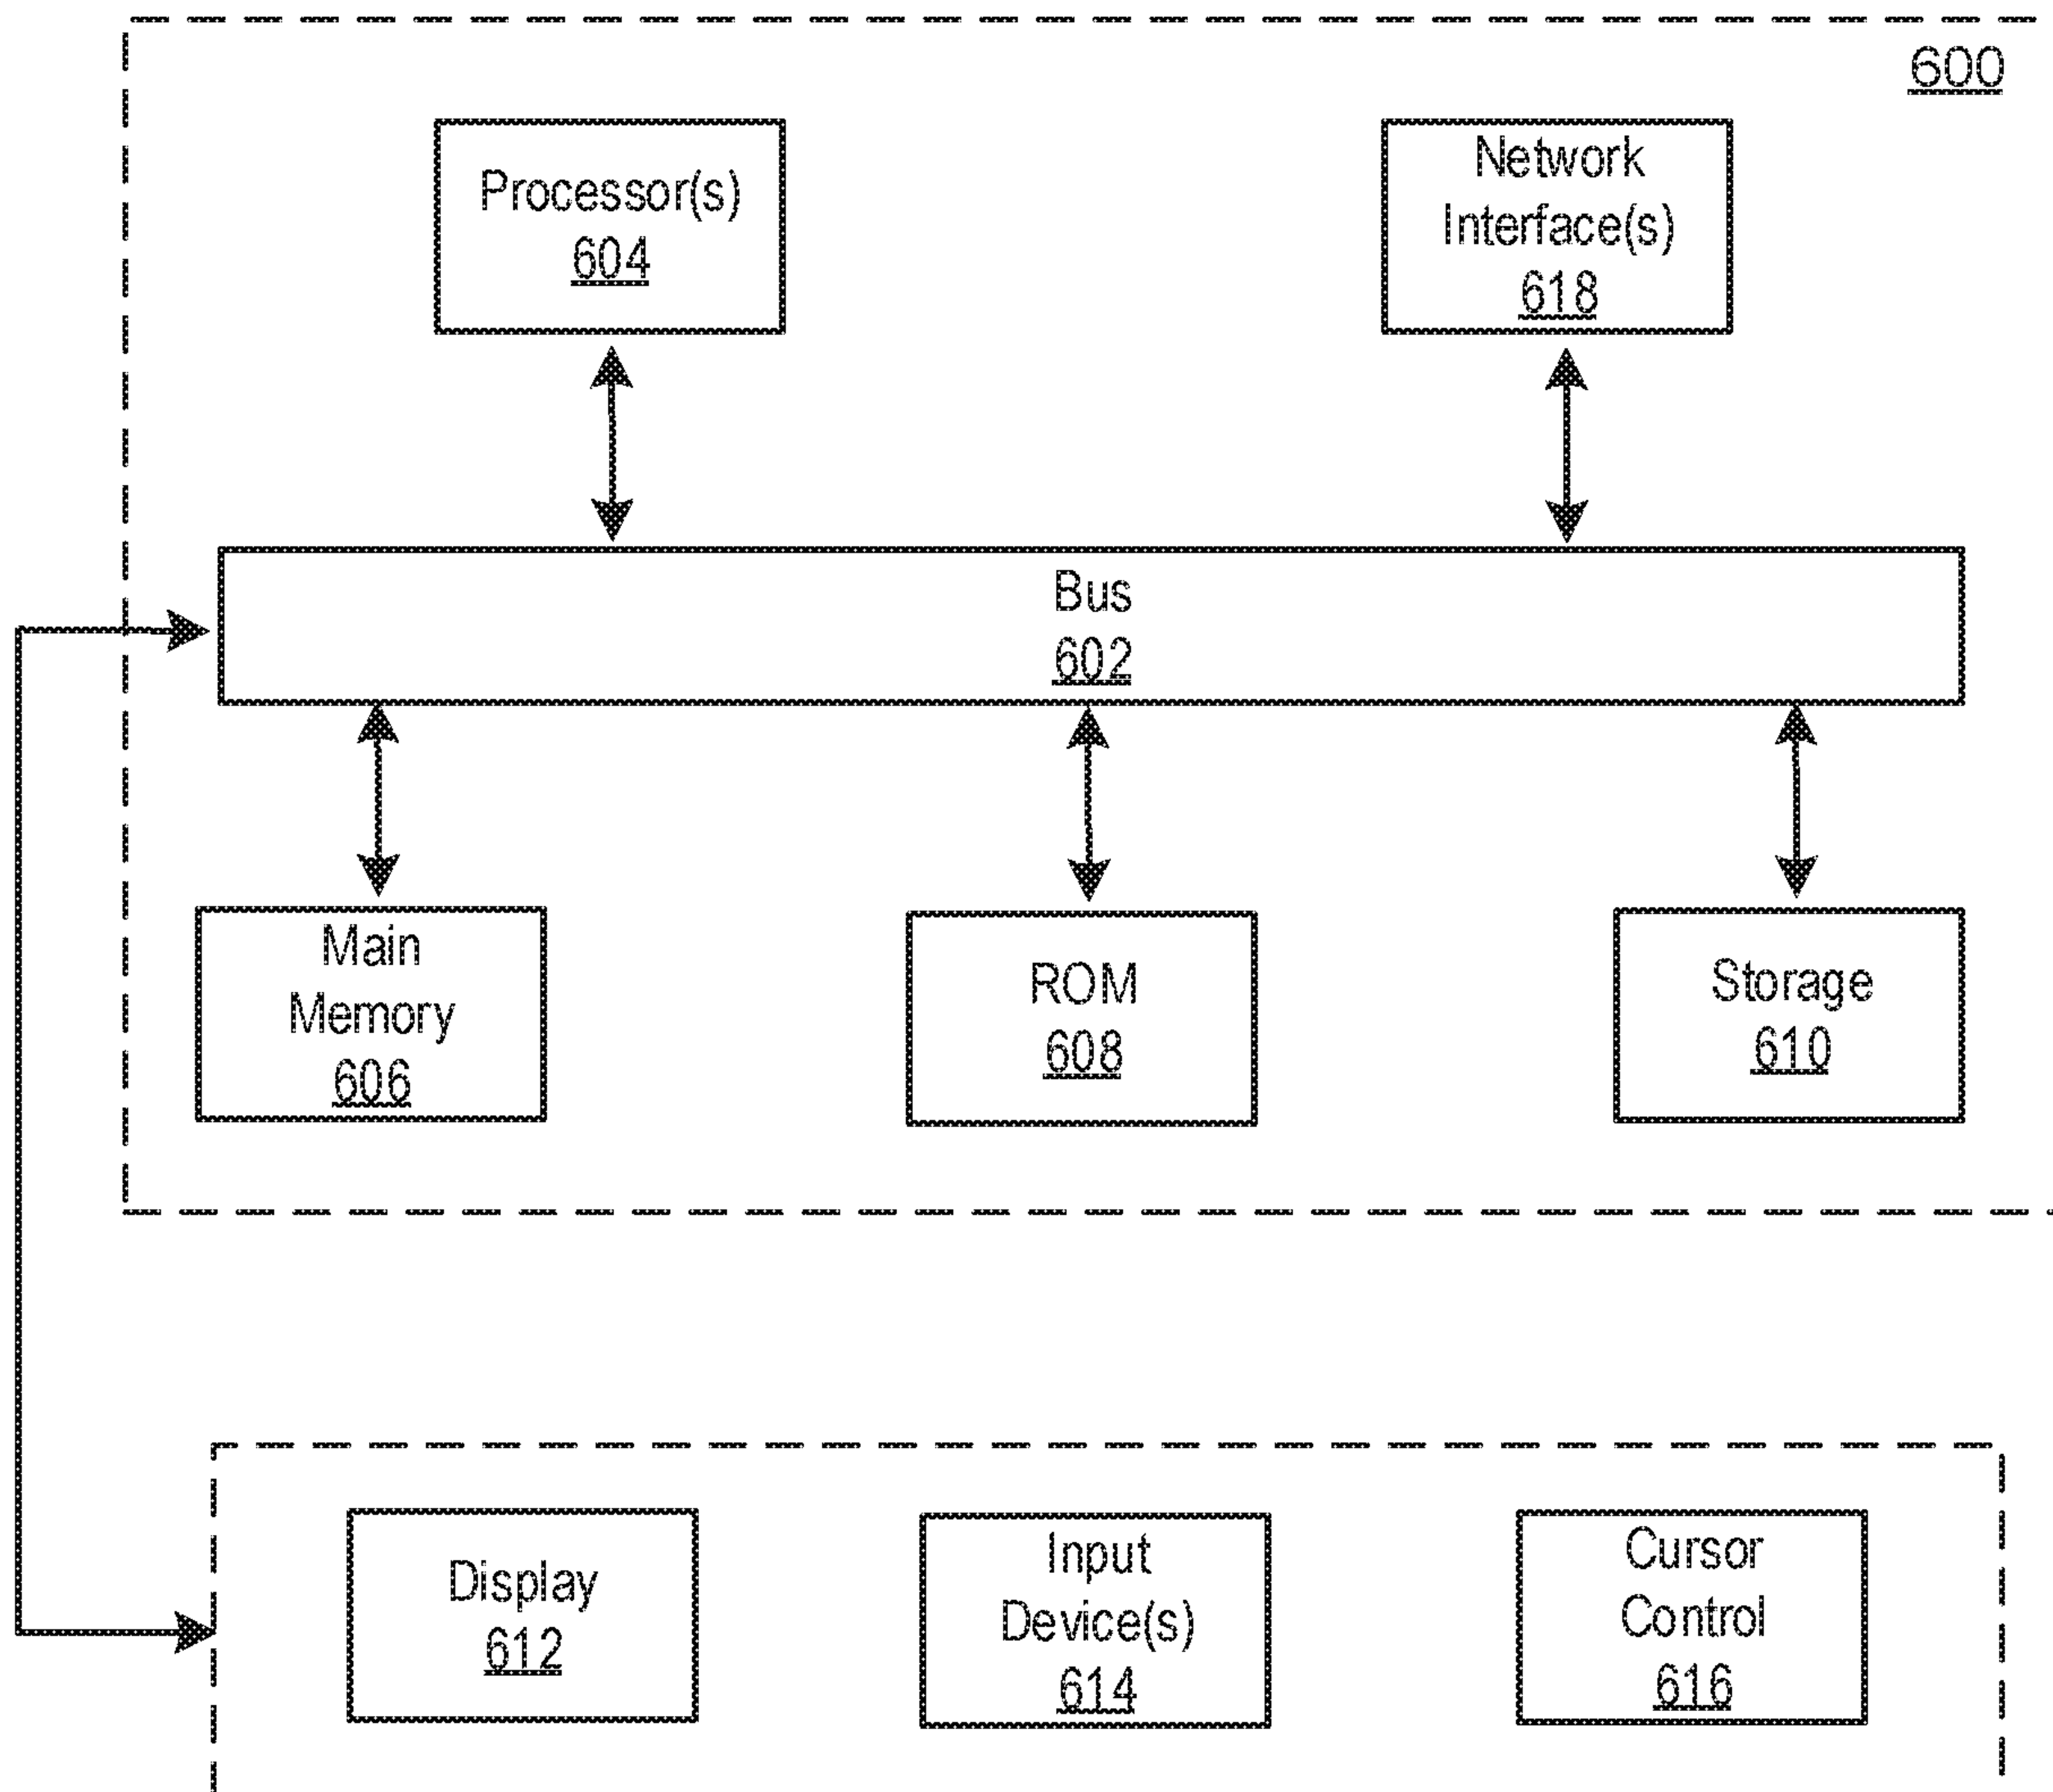 600
Processor(s)
604
Network
Interface(s)
618
Bus
602
Main
Memory
606
ROM
608
Storage
610
Display
612
Input
Device(s)
614
Cursor
Control
616